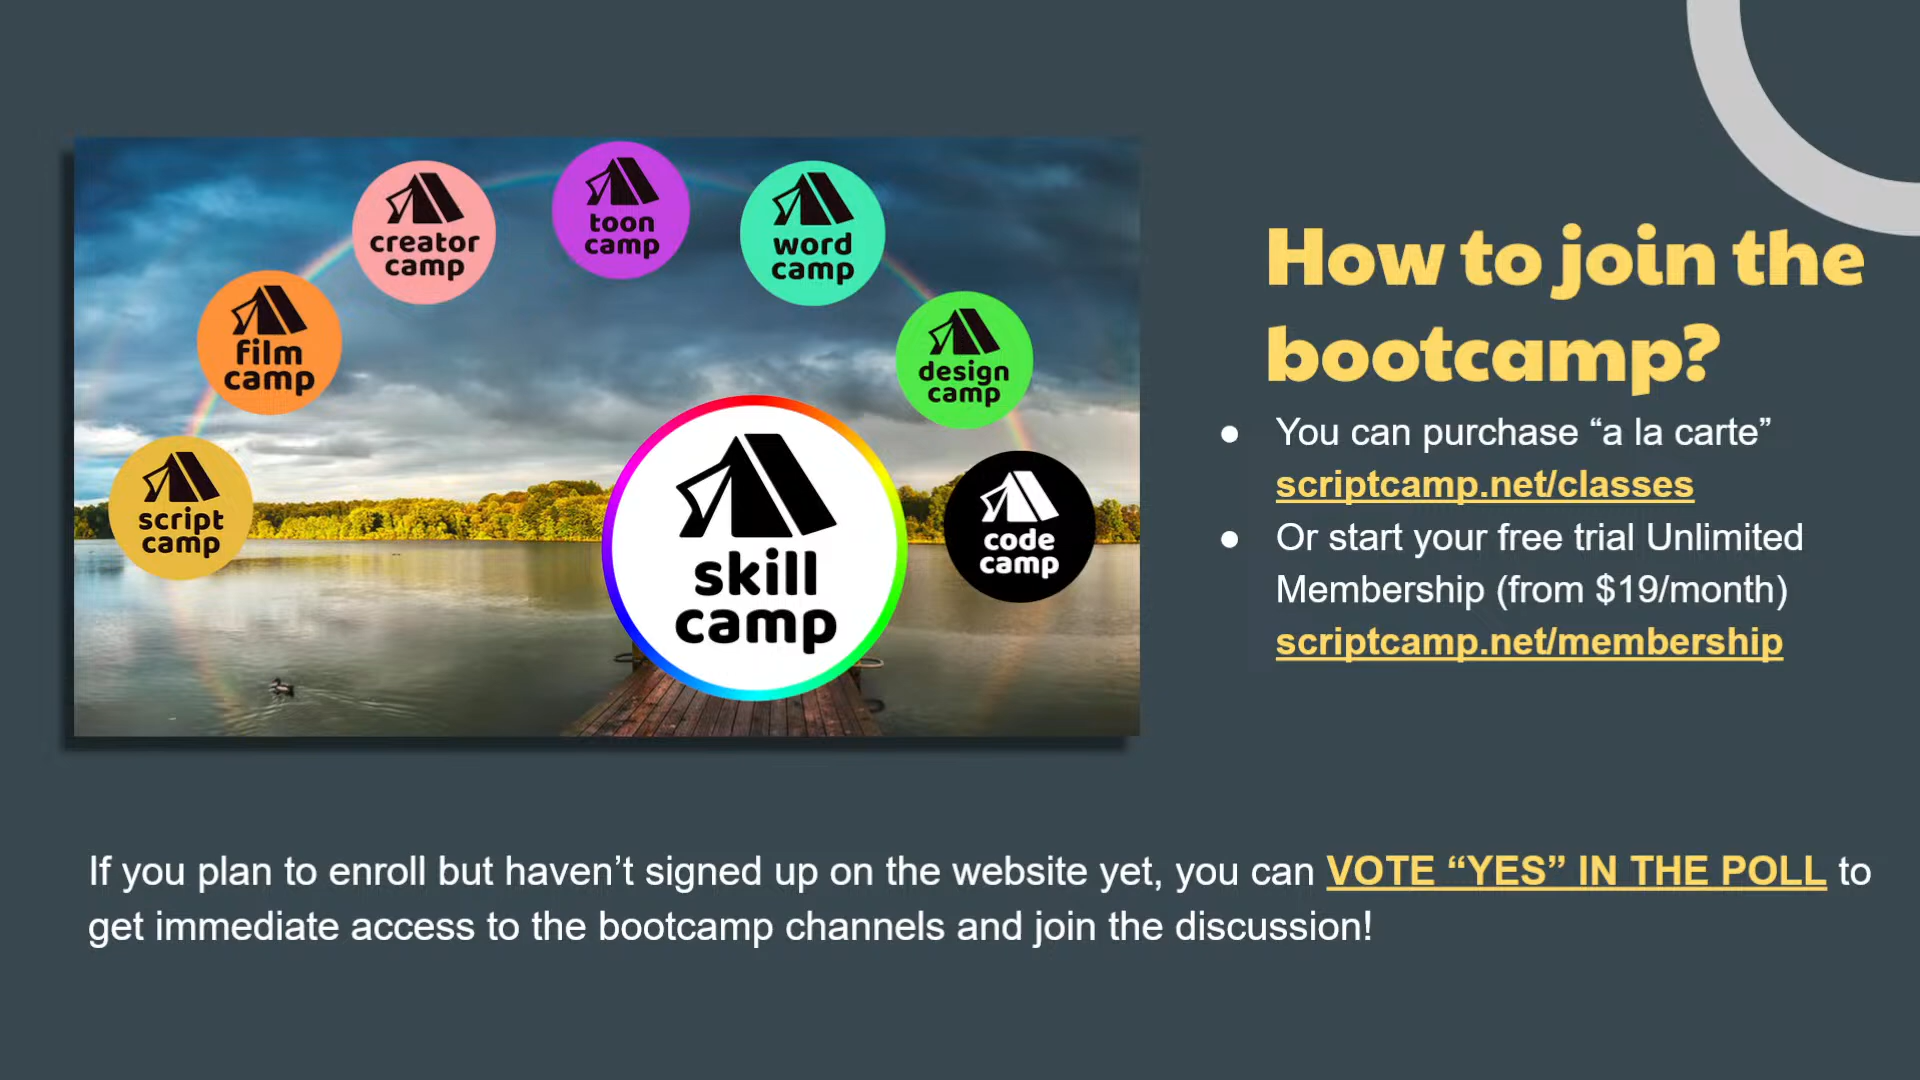 creator
camp
toon
camp
word
camp
film
camp
design
camp
script
camp
skill
camp
code
camp
How to join the
bootcamp?
● You can purchase “a la carte”
scriptcamp.net/classes
● Or start your free trial Unlimited
Membership (from $19/month)
scriptcamp.net/membership
If you plan to enroll but haven’t signed up on the website yet, you can VOTE “YES” IN THE POLL to
get immediate access to the bootcamp channels and join the discussion!